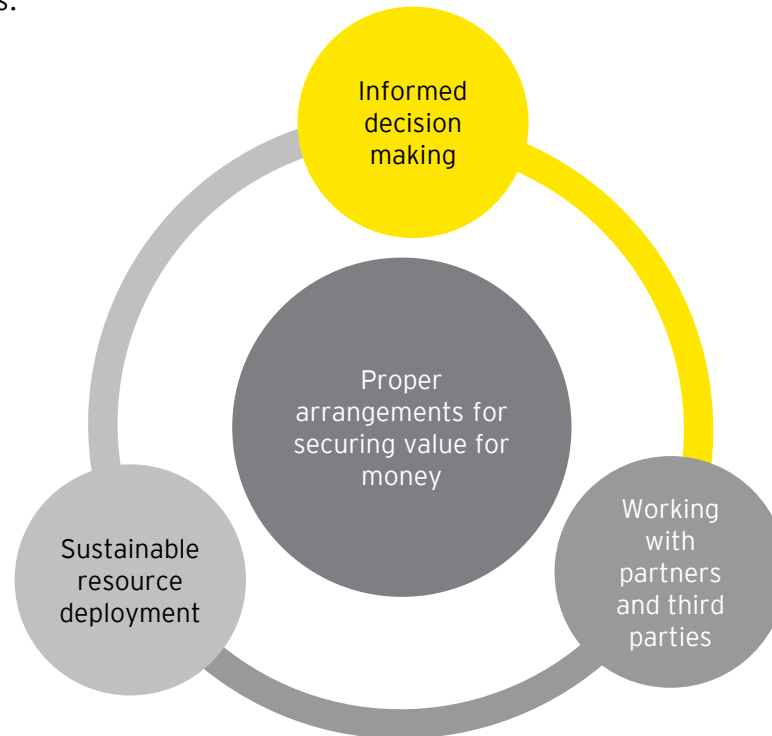 s.
Informed
decision
making
Proper
arrangements for
securing value for
money
Sustainable
resource
deployment
Working
with
partners
and third
parties